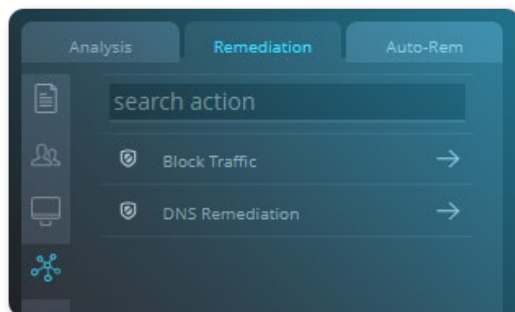 Analysis Remediation Auto-Rem
search action
Block Traffic
DNS Remediation